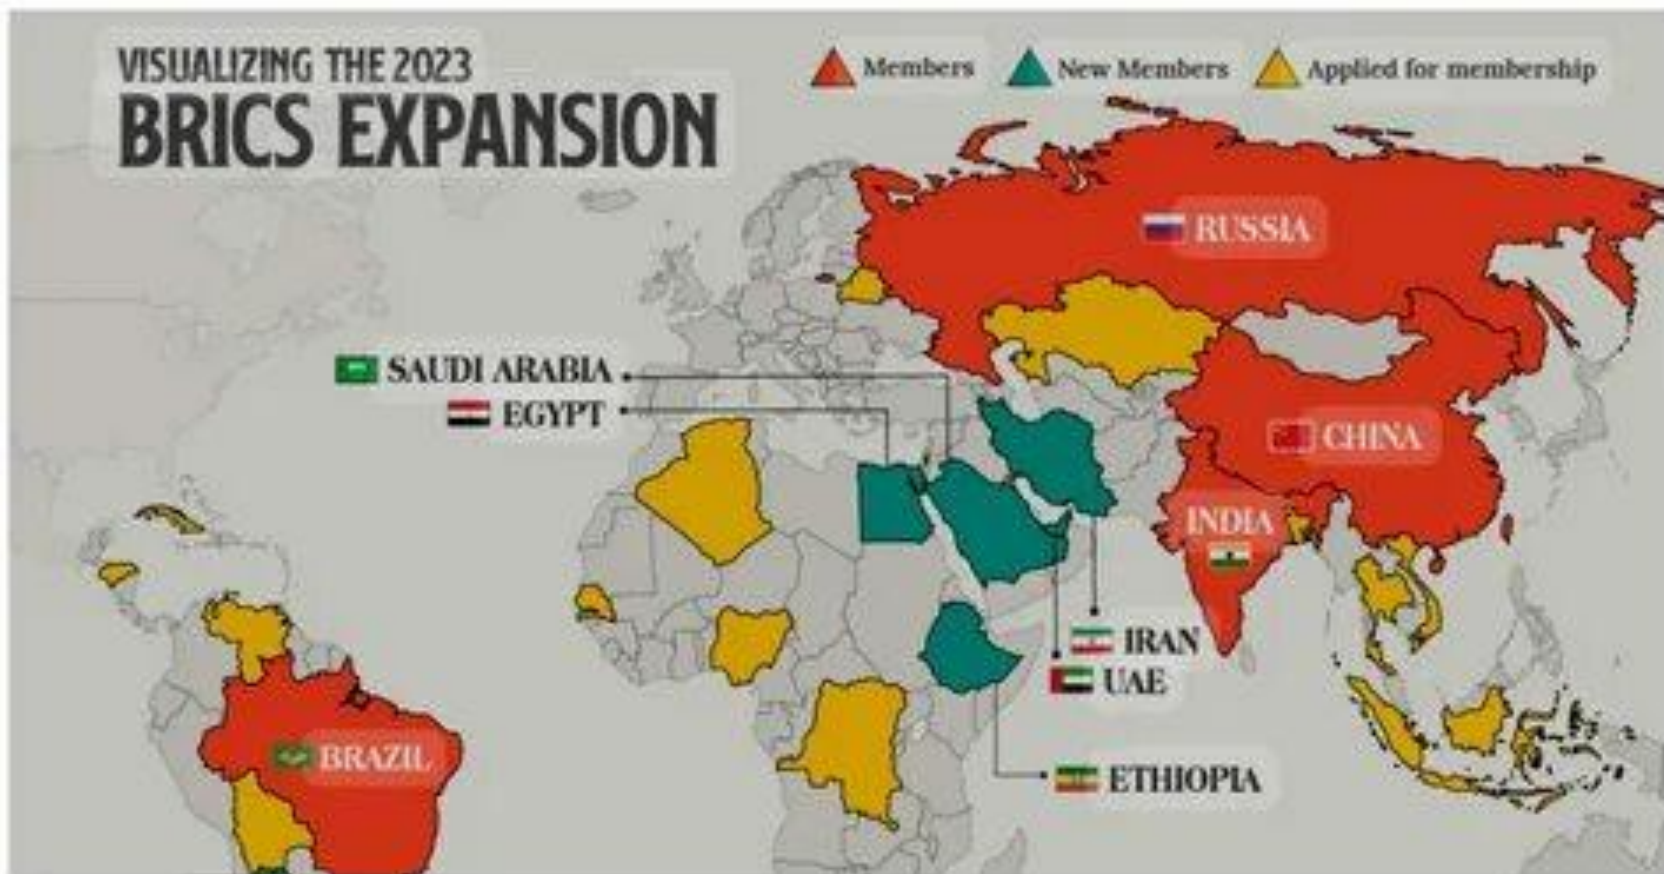 VISUALIZING THE 2023
BRICS EXPANSION
Members
New Members
Applied for membership
RUSSIA
SAUDI ARABIA
EGYPT
CHINA
INDIA
IRAN
UAE
BRAZIL
ETHIOPIA